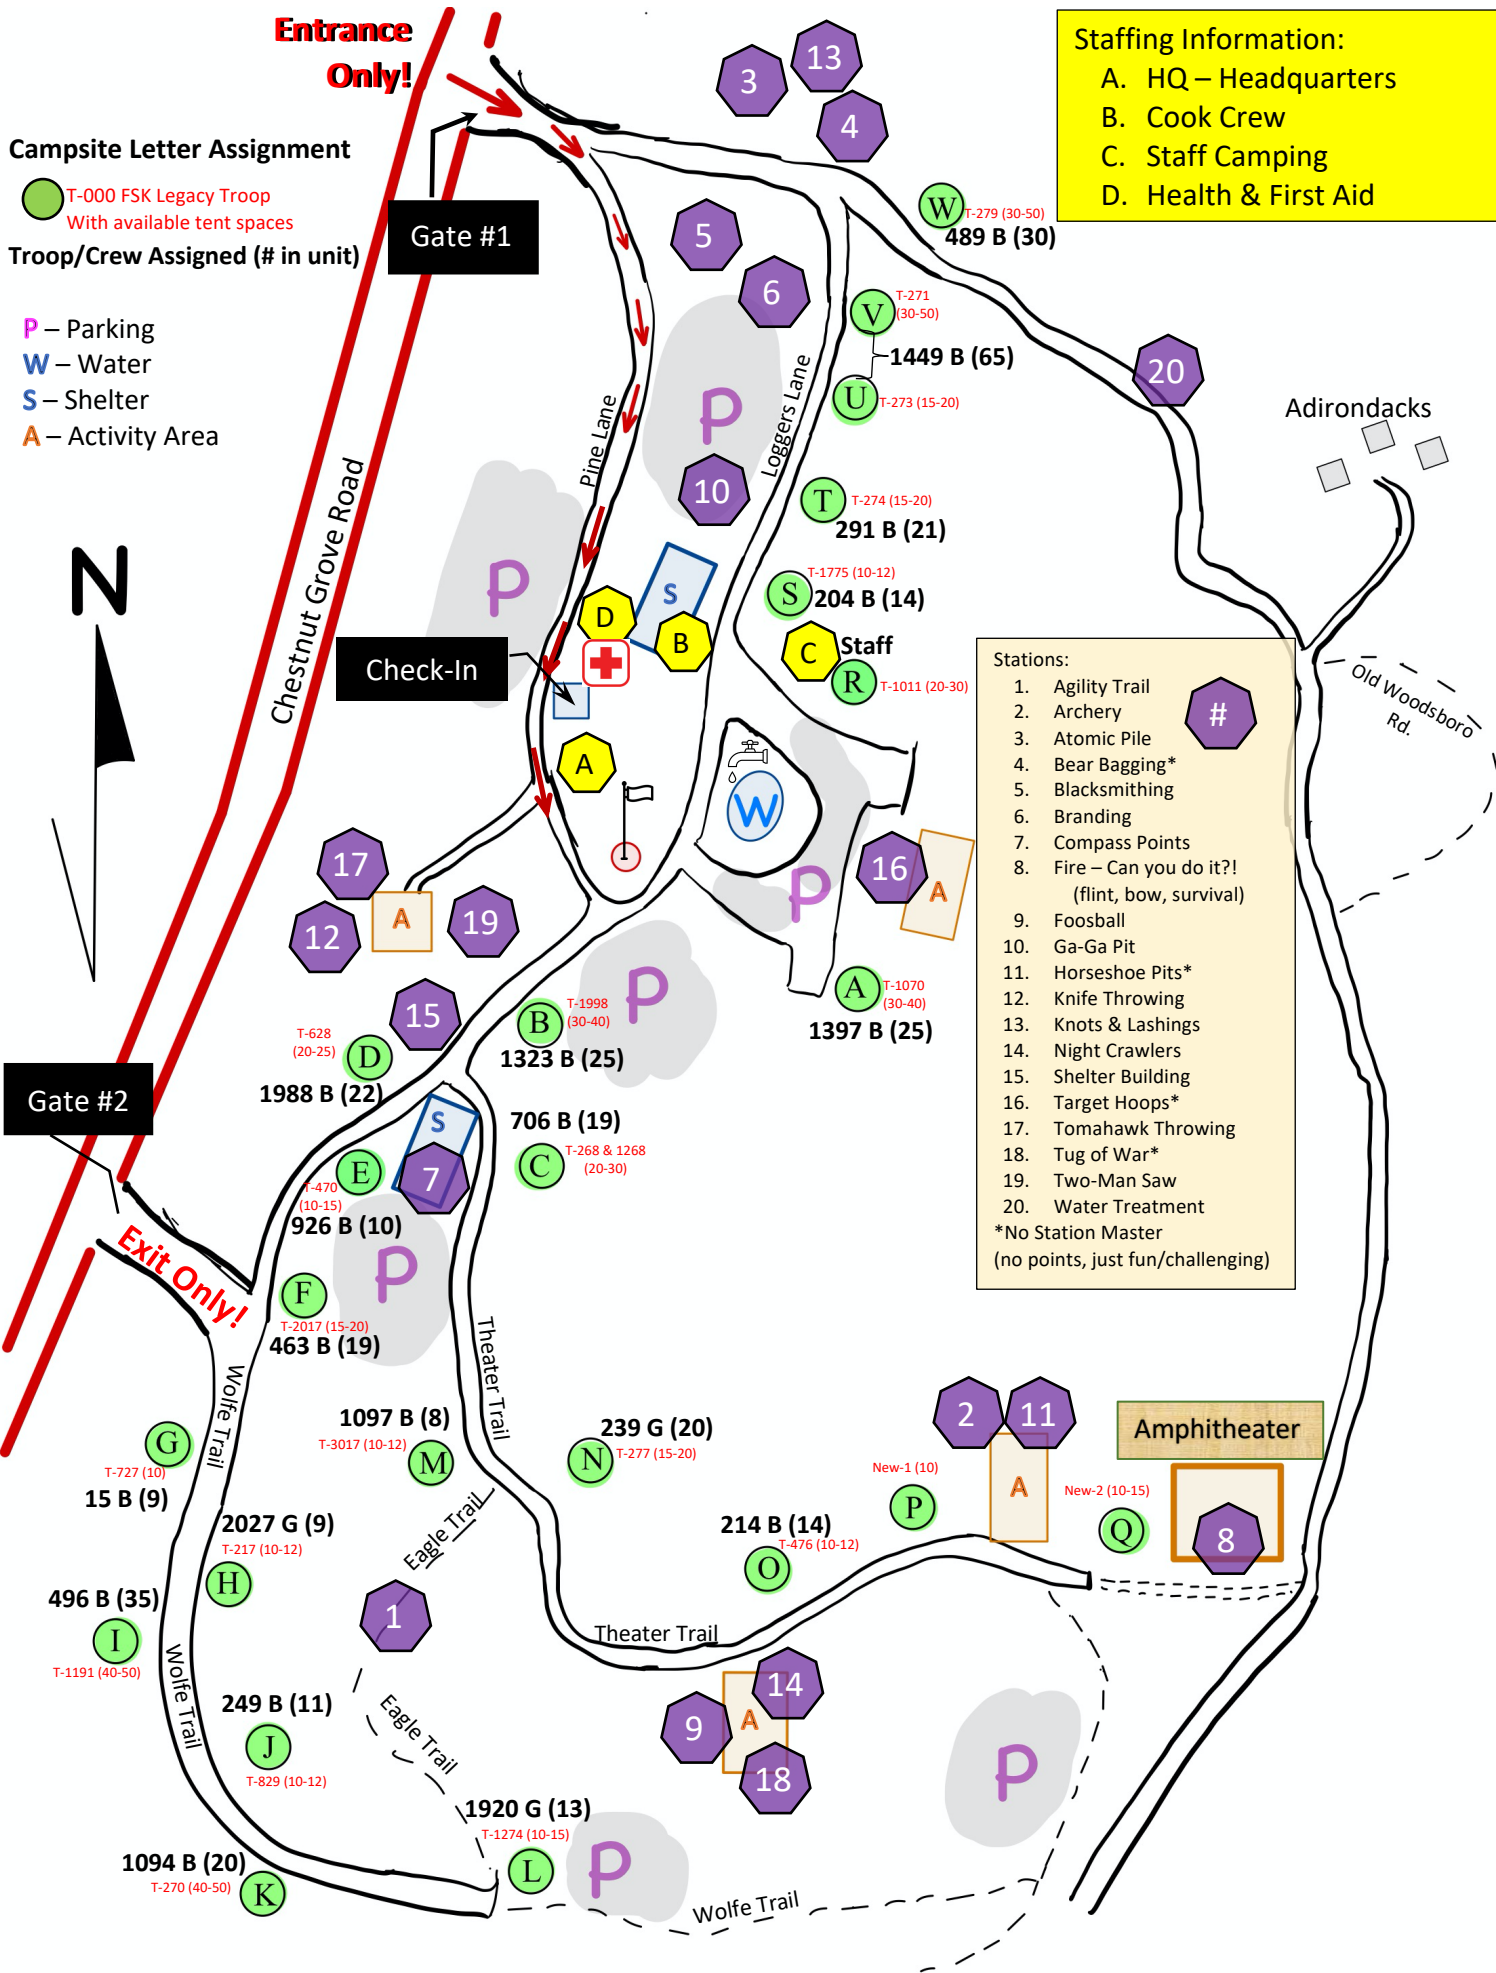 Entrance
Only!
Staffing Information:
A. HQ – Headquarters
B. Cook Crew
C. Staff Camping
D. Health & First Aid
Campsite Letter Assignment
T-000 FSK Legacy Troop
With available tent spaces
Troop/Crew Assigned (# in unit)
P – Parking
W – Water
S – Shelter
A – Activity Area
N
Gate #1
Chestnut Grove Road
3
13
4
5
6
W
T-279 (30-50)
489 B (30)
V
T-271
(30-50)
1449 B (65)
U
T-273 (15-20)
20
Adirondacks
P
Pine Lane
Loggers Lane
10
T
T-274 (15-20)
291 B (21)
P
S
T-1775 (10-12)
S
204 B (14)
D
B
C
Staff
R
T-1011 (20-30)
Check-In
A
W
Old Woodsboro
Rd.
Stations:
#
1. Agility Trail
2. Archery
3. Atomic Pile
4. Bear Bagging*
5. Blacksmithing
6. Branding
7. Compass Points
8. Fire – Can you do it?!
(flint, bow, survival)
9. Foosball
10. Ga-Ga Pit
11. Horseshoe Pits*
12. Knife Throwing
13. Knots & Lashings
14. Night Crawlers
15. Shelter Building
16. Target Hoops*
17. Tomahawk Throwing
18. Tug of War*
19. Two-Man Saw
20. Water Treatment
*No Station Master
(no points, just fun/challenging)
17
12
A
19
16
A
P
15
T-628
(20-25)
D
1988 B (22)
B
T-1998
(30-40)
1323 B (25)
P
A
T-1070
(30-40)
1397 B (25)
Gate #2
S
7
706 B (19)
C
T-268 & 1268
(20-30)
E
T-470
(10-15)
926 B (10)
Exit Only!
P
F
T-2017 (15-20)
463 B (19)
Wolfe Trail
Theater Trail
G
T-727 (10)
15 B (9)
1097 B (8)
T-3017 (10-12)
M
239 G (20)
N
T-277 (15-20)
2
11
A
Amphitheater
New-1 (10)
P
New-2 (10-15)
Q
8
Eagle Trail
2027 G (9)
T-217 (10-12)
H
214 B (14)
T-476 (10-12)
O
496 B (35)
I
T-1191 (40-50)
1
Theater Trail
Wolfe Trail
249 B (11)
J
T-829 (10-12)
Eagle Trail
14
9
A
18
P
1920 G (13)
T-1274 (10-15)
L
P
1094 B (20)
T-270 (40-50)
K
Wolfe Trail